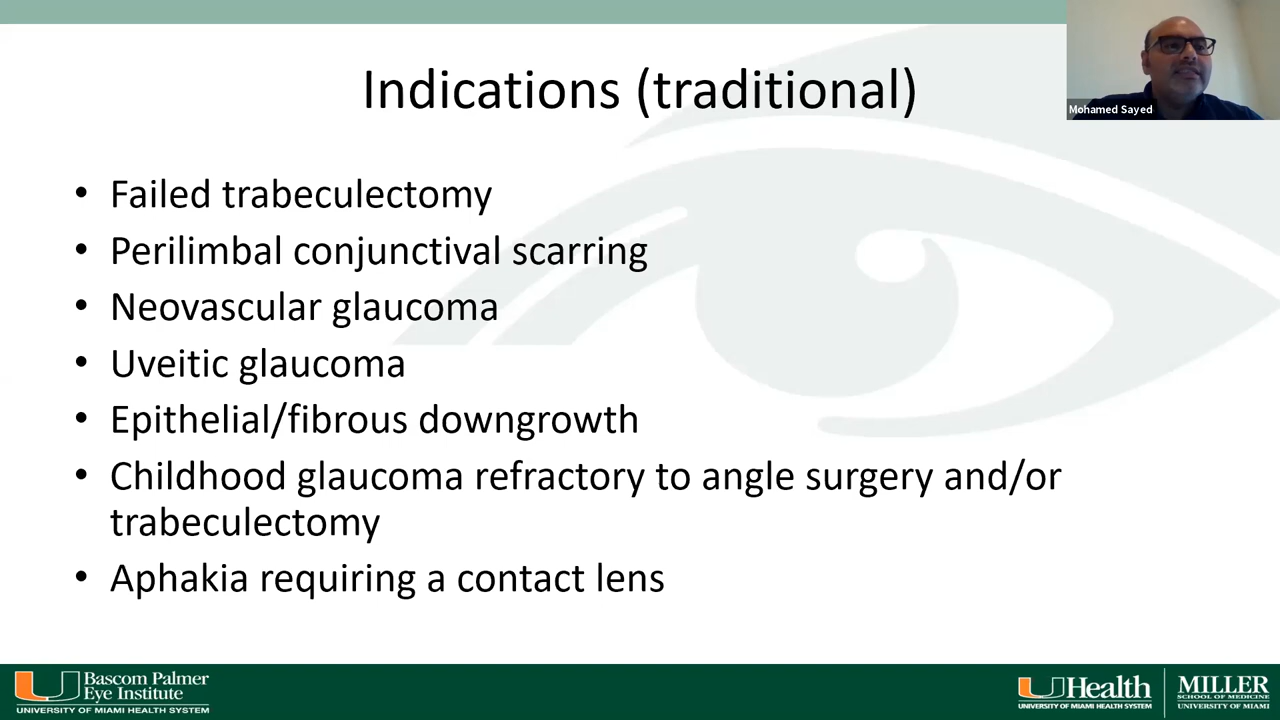 Indications (traditional)
Mohamed Sayed
• Failed trabeculectomy
• Perilimbal conjunctival scarring
• Neovascular glaucoma
• Uveitic glaucoma
• Epithelial/fibrous downgrowth
• Childhood glaucoma refractory to angle surgery and/or
trabeculectomy
• Aphakia requiring a contact lens
Bascom Palmer
Eye Institute
UNIVERSITY OF MIAMI HEALTH SYSTEM
UHealth
UNIVERSITY OF MIAMI HEALTH SYSTEM
MILLER
SCHOOL OF MEDICINE
UNIVERSITY OF MIAMI